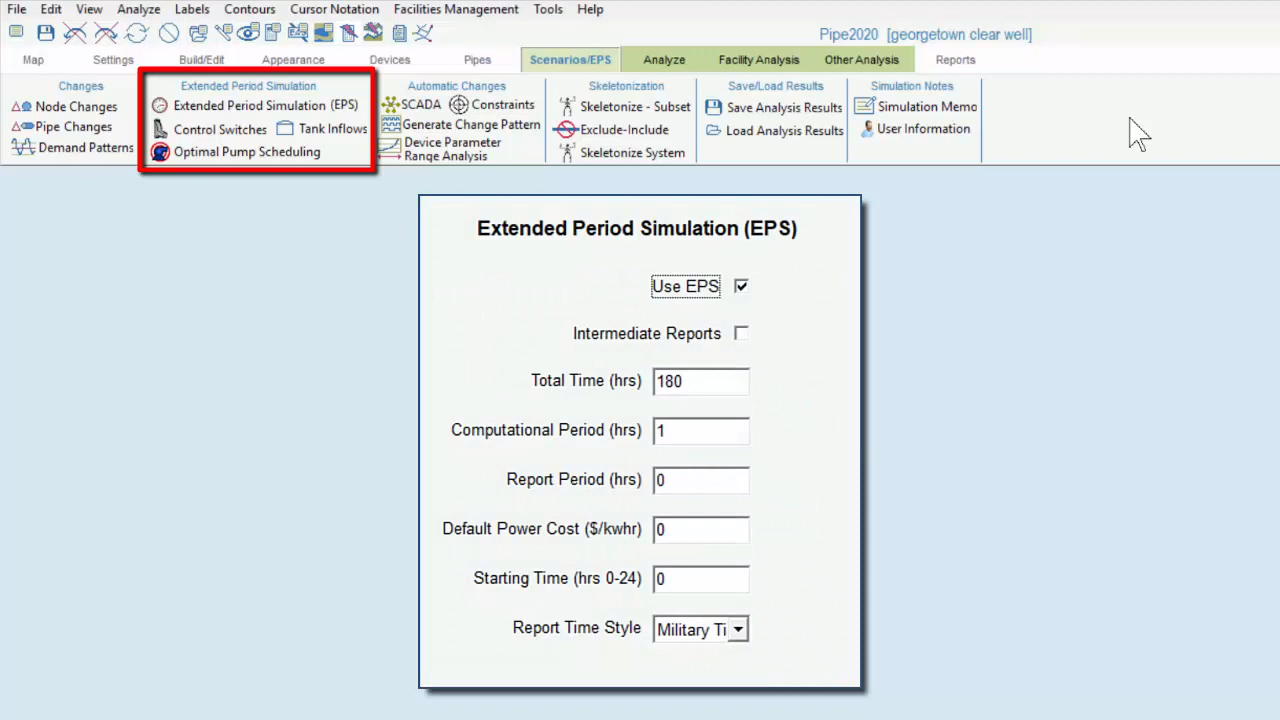 File Edit View Analyze Labels Contours Cursor Notation Facilities Management Tools Help
Pipe2020 [georgetown clear well]
Map Settings Build/Edit Appearance Devices Pipes Scenarios/EPS Analyze Facility Analysis Other Analysis Reports
Changes
Node Changes
Pipe Changes
Demand Patterns
Extended Period Simulation
Extended Period Simulation (EPS)
Control Switches Tank Inflows
Optimal Pump Scheduling
Automatic Changes
SCADA Constraints
Generate Change Pattern
Device Parameter
Range Analysis
Skeletonization
Skeletonize - Subset
Exclude-Include
Skeletonize System
Save/Load Results
Save Analysis Results
Load Analysis Results
Simulation Notes
Simulation Memo
User Information
Extended Period Simulation (EPS)
Use EPS
Intermediate Reports
Total Time (hrs) 180
Computational Period (hrs) 1
Report Period (hrs) 0
Default Power Cost ($/kwhr) 0
Starting Time (hrs 0-24) 0
Report Time Style Military Ti